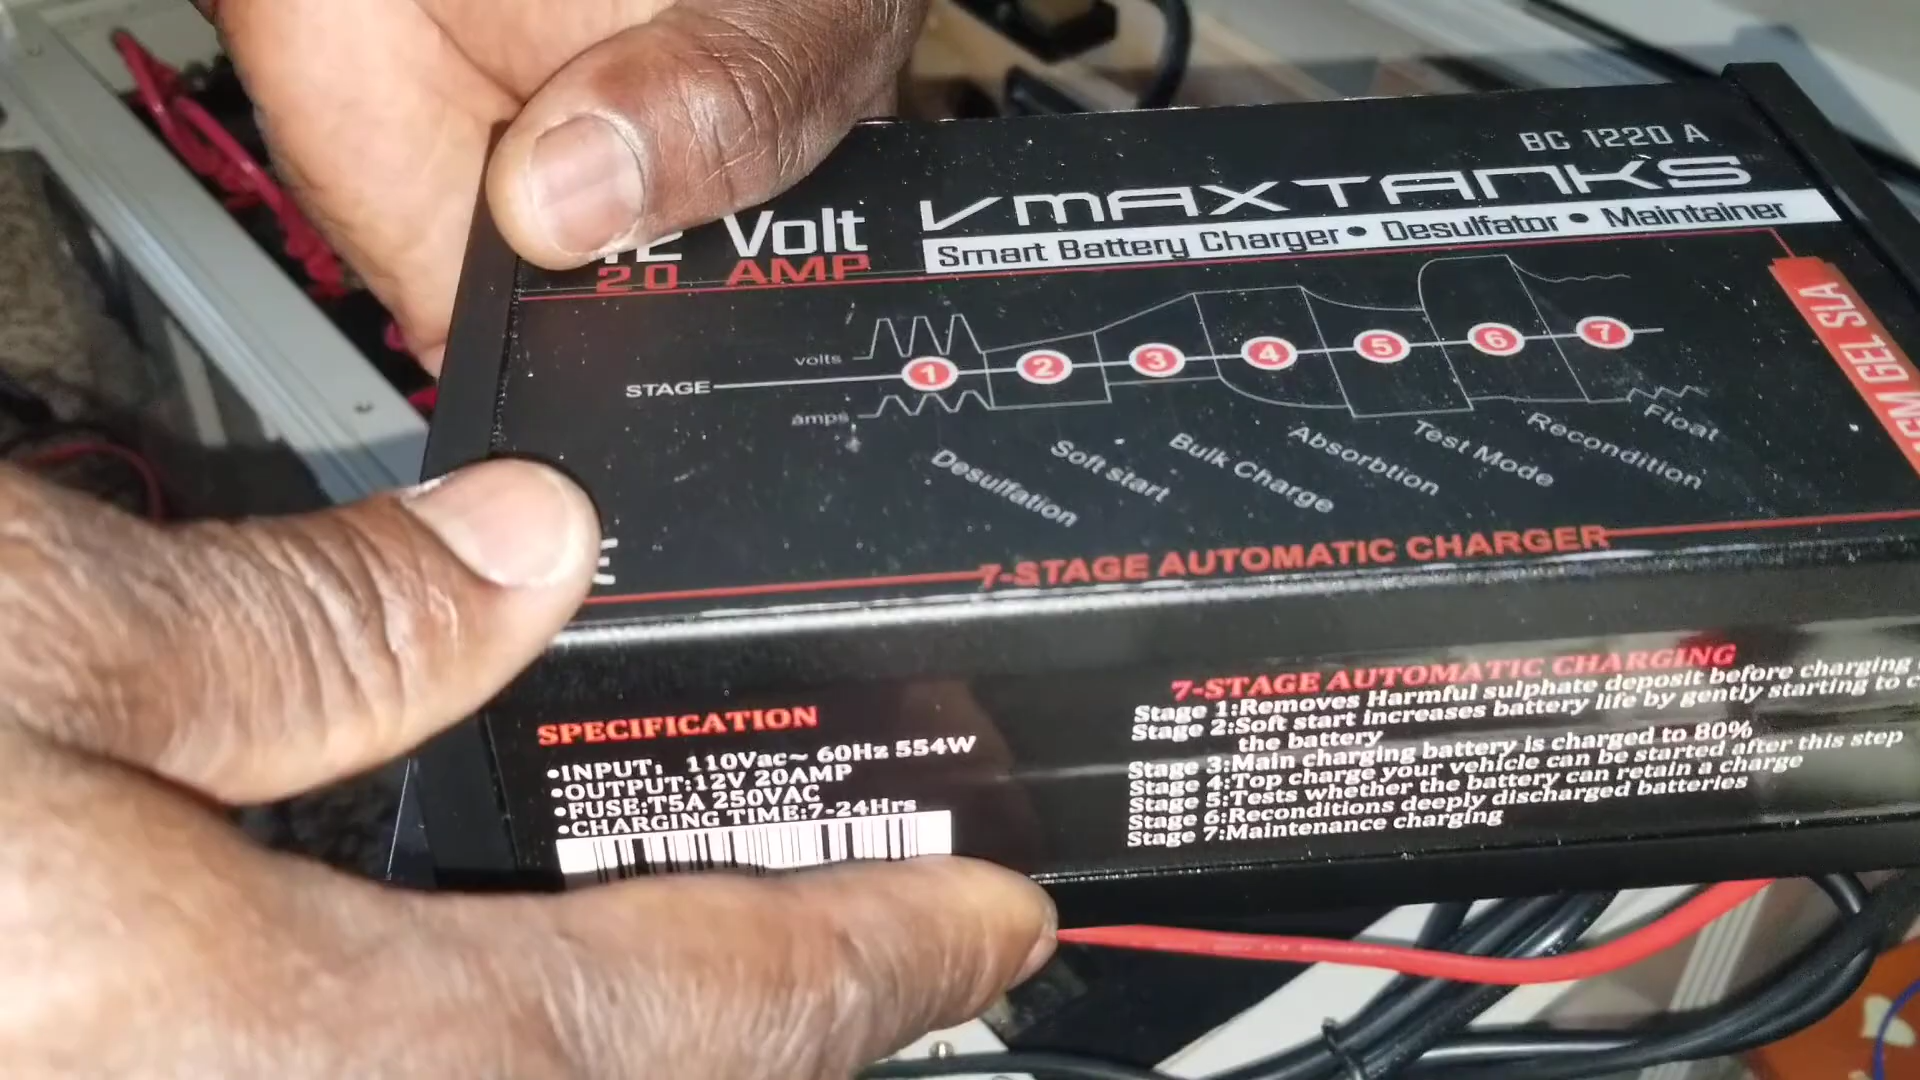 BC 1220 A
12 Volt
20 AMP
VMAXTANKS
Smart Battery Charger • Desulfator • Maintainer
GEL SLA
volts
STAGE
amps
1 2 3 4 5 6 7
Desulfation
Soft start
Bulk Charge
Absorbtion
Test Mode
Recondition
Float
7-STAGE AUTOMATIC CHARGER
SPECIFICATION
•INPUT: 110Vac~ 60Hz 554W
•OUTPUT:12V 20AMP
•FUSE:T5A 250VAC
•CHARGING TIME:7-24Hrs
7-STAGE AUTOMATIC CHARGING
Stage 1:Removes Harmful sulphate deposit before charging
Stage 2:Soft start increases battery life by gently starting to
the battery
Stage 3:Main charging battery is charged to 80%
Stage 4:Top charge your vehicle can be started after this step
Stage 5:Tests whether the battery can retain a charge
Stage 6:Reconditions deeply discharged batteries
Stage 7:Maintenance charging